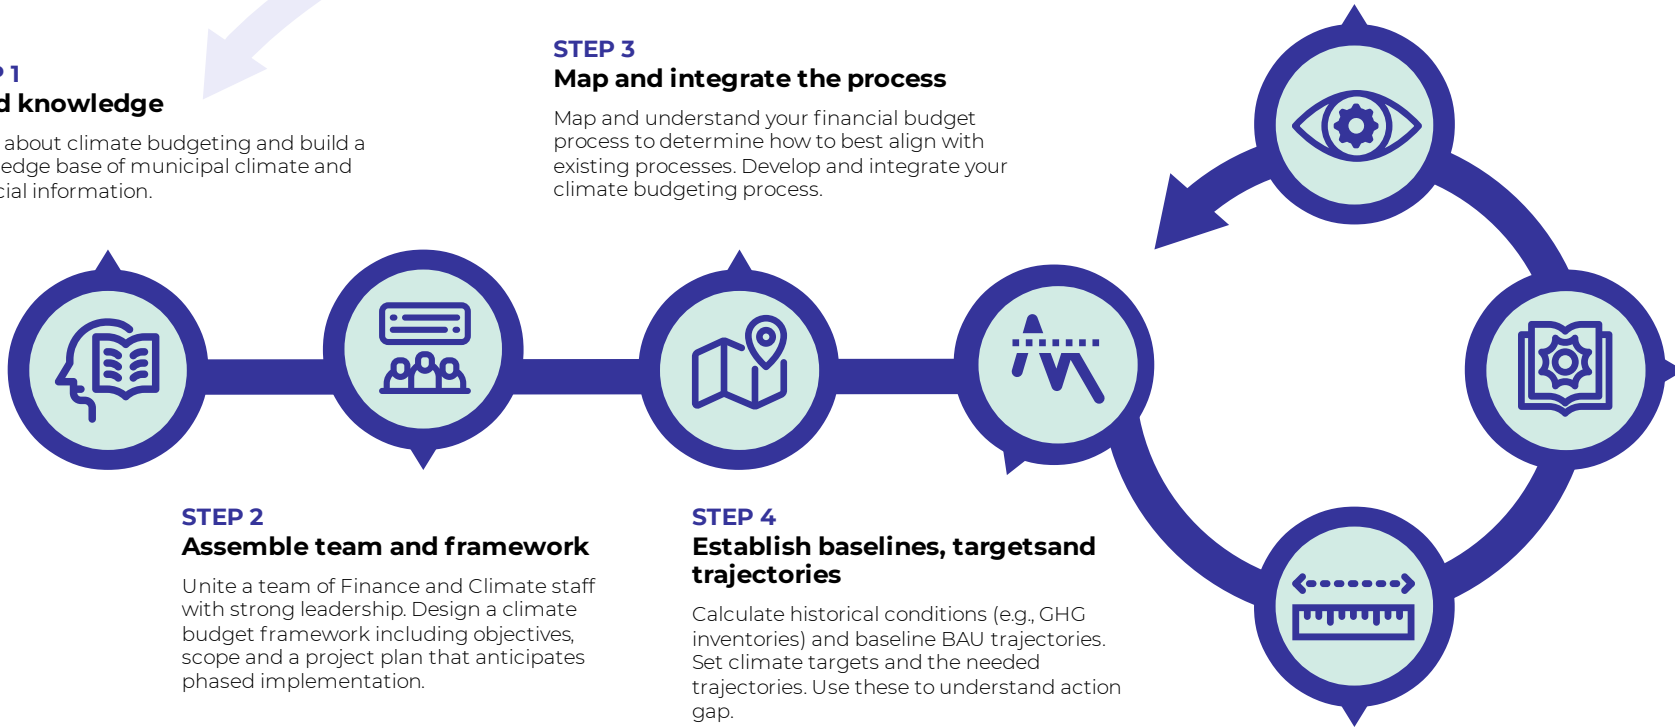 P 1
d knowledge
about climate budgeting and build a
edge base of municipal climate and
cial information.
STEP 3
Map and integrate the process
Map and understand your financial budget
process to determine how to best align with
existing processes. Develop and integrate your
climate budgeting process.
STEP 2
Assemble team and framework
Unite a team of Finance and Climate staff
with strong leadership. Design a climate
budget framework including objectives,
scope and a project plan that anticipates
phased implementation.
STEP 4
Establish baselines, targetsand
trajectories
Calculate historical conditions (e.g., GHG
inventories) and baseline BAU trajectories.
Set climate targets and the needed
trajectories. Use these to understand action
gap.